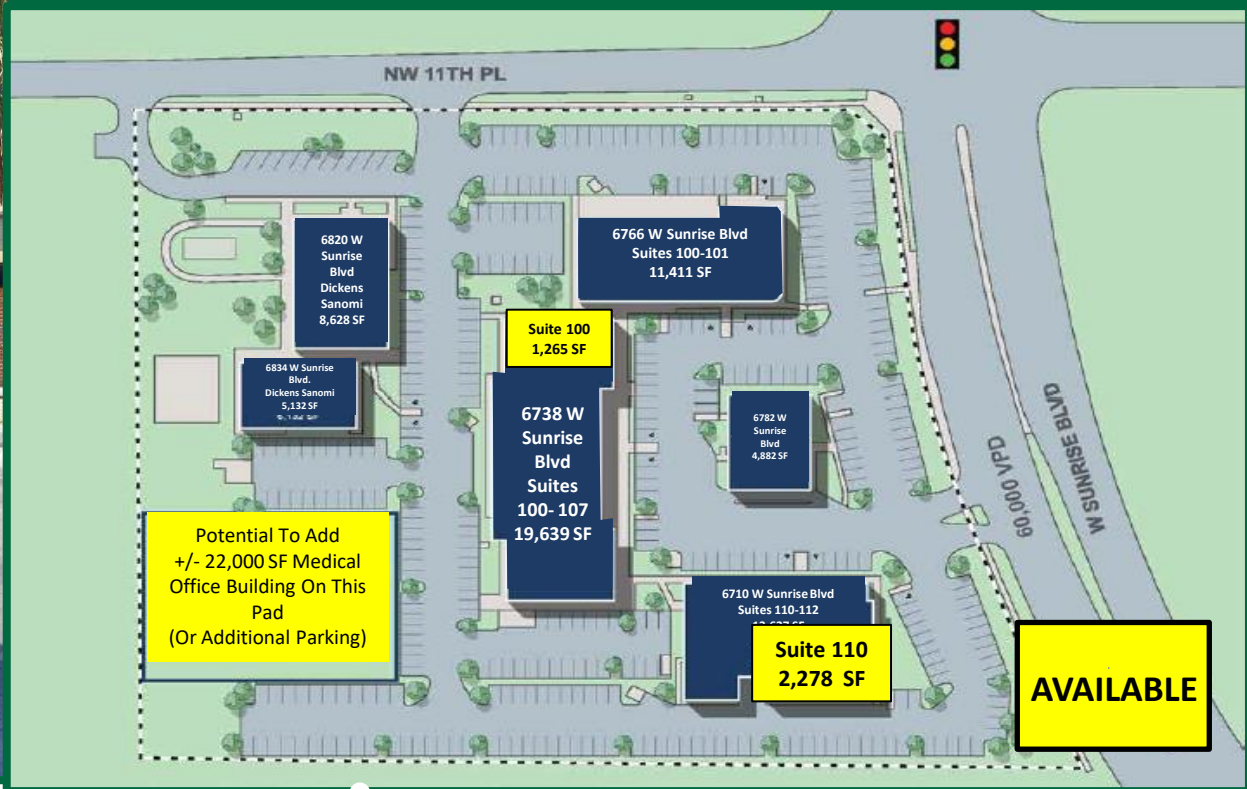 NW 11TH PL
6820 W
Sunrise
Blvd
Dickens
Sanomi
8,628 SF
6766 W Sunrise Blvd
Suites 100-101
11,411 SF
Suite 100
1,265 SF
6834 W Sunrise
Blvd.
Dickens Sanomi
5,132 SF
6738 W
Sunrise
Blvd
Suites
100- 107
19,639 SF
6782 W
Sunrise
Blvd
4,882 SF
60,000 VPD
W SUNRISE BLVD
Potential To Add
+/- 22,000 SF Medical
Office Building On This
Pad
(Or Additional Parking)
6710 W Sunrise Blvd
Suites 110-112
Suite 110
2,278 SF
AVAILABLE